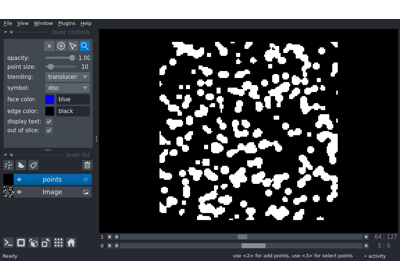 File View Window Plugins Help
layer controls
opacity: 1.00
point size: 10
blending: translucen
symbol: disc
face color: blue
edge color: black
display text:
out of slice:
layer list
points
Image
1 64 127
0 5 9
Ready use <2> for add points, use <3> for select points activity